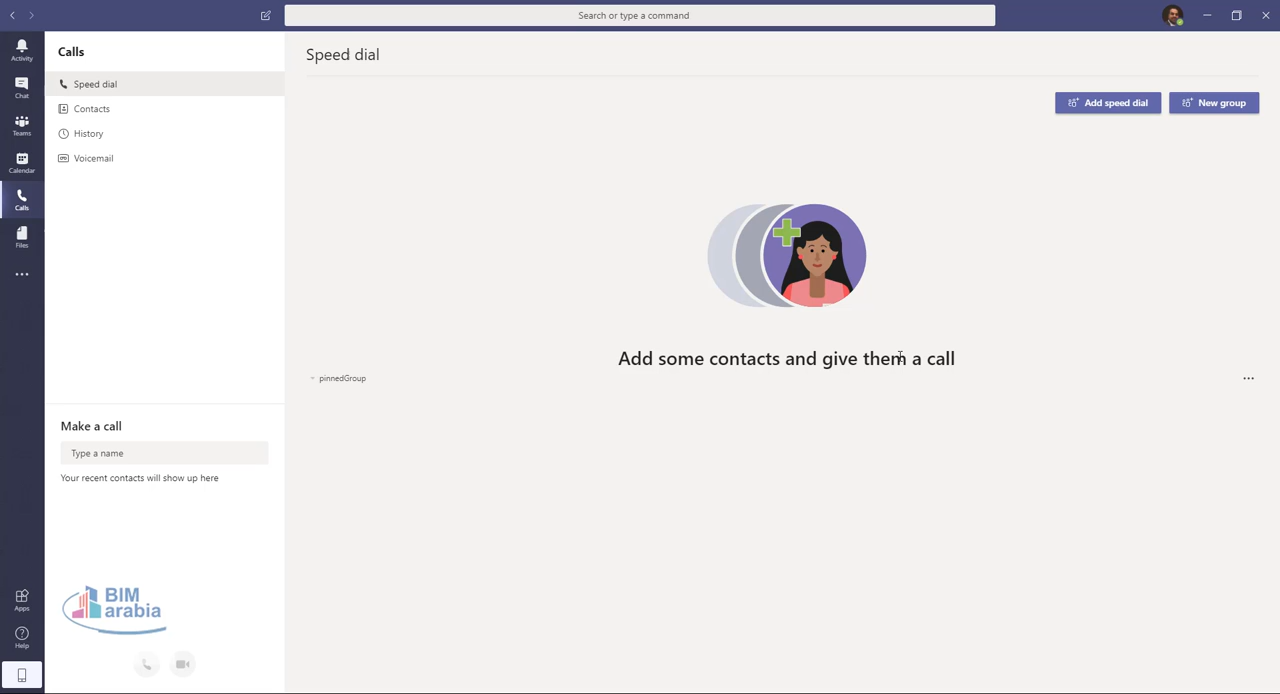 Search or type a command
Activity
Chat
Teams
Calendar
Calls
Files
Apps
Help
Calls
Speed dial
Contacts
History
Voicemail
Make a call
Type a name
Your recent contacts will show up here
BIM
arabia
Speed dial
Add speed dial
New group
Add some contacts and give them a call
pinnedGroup